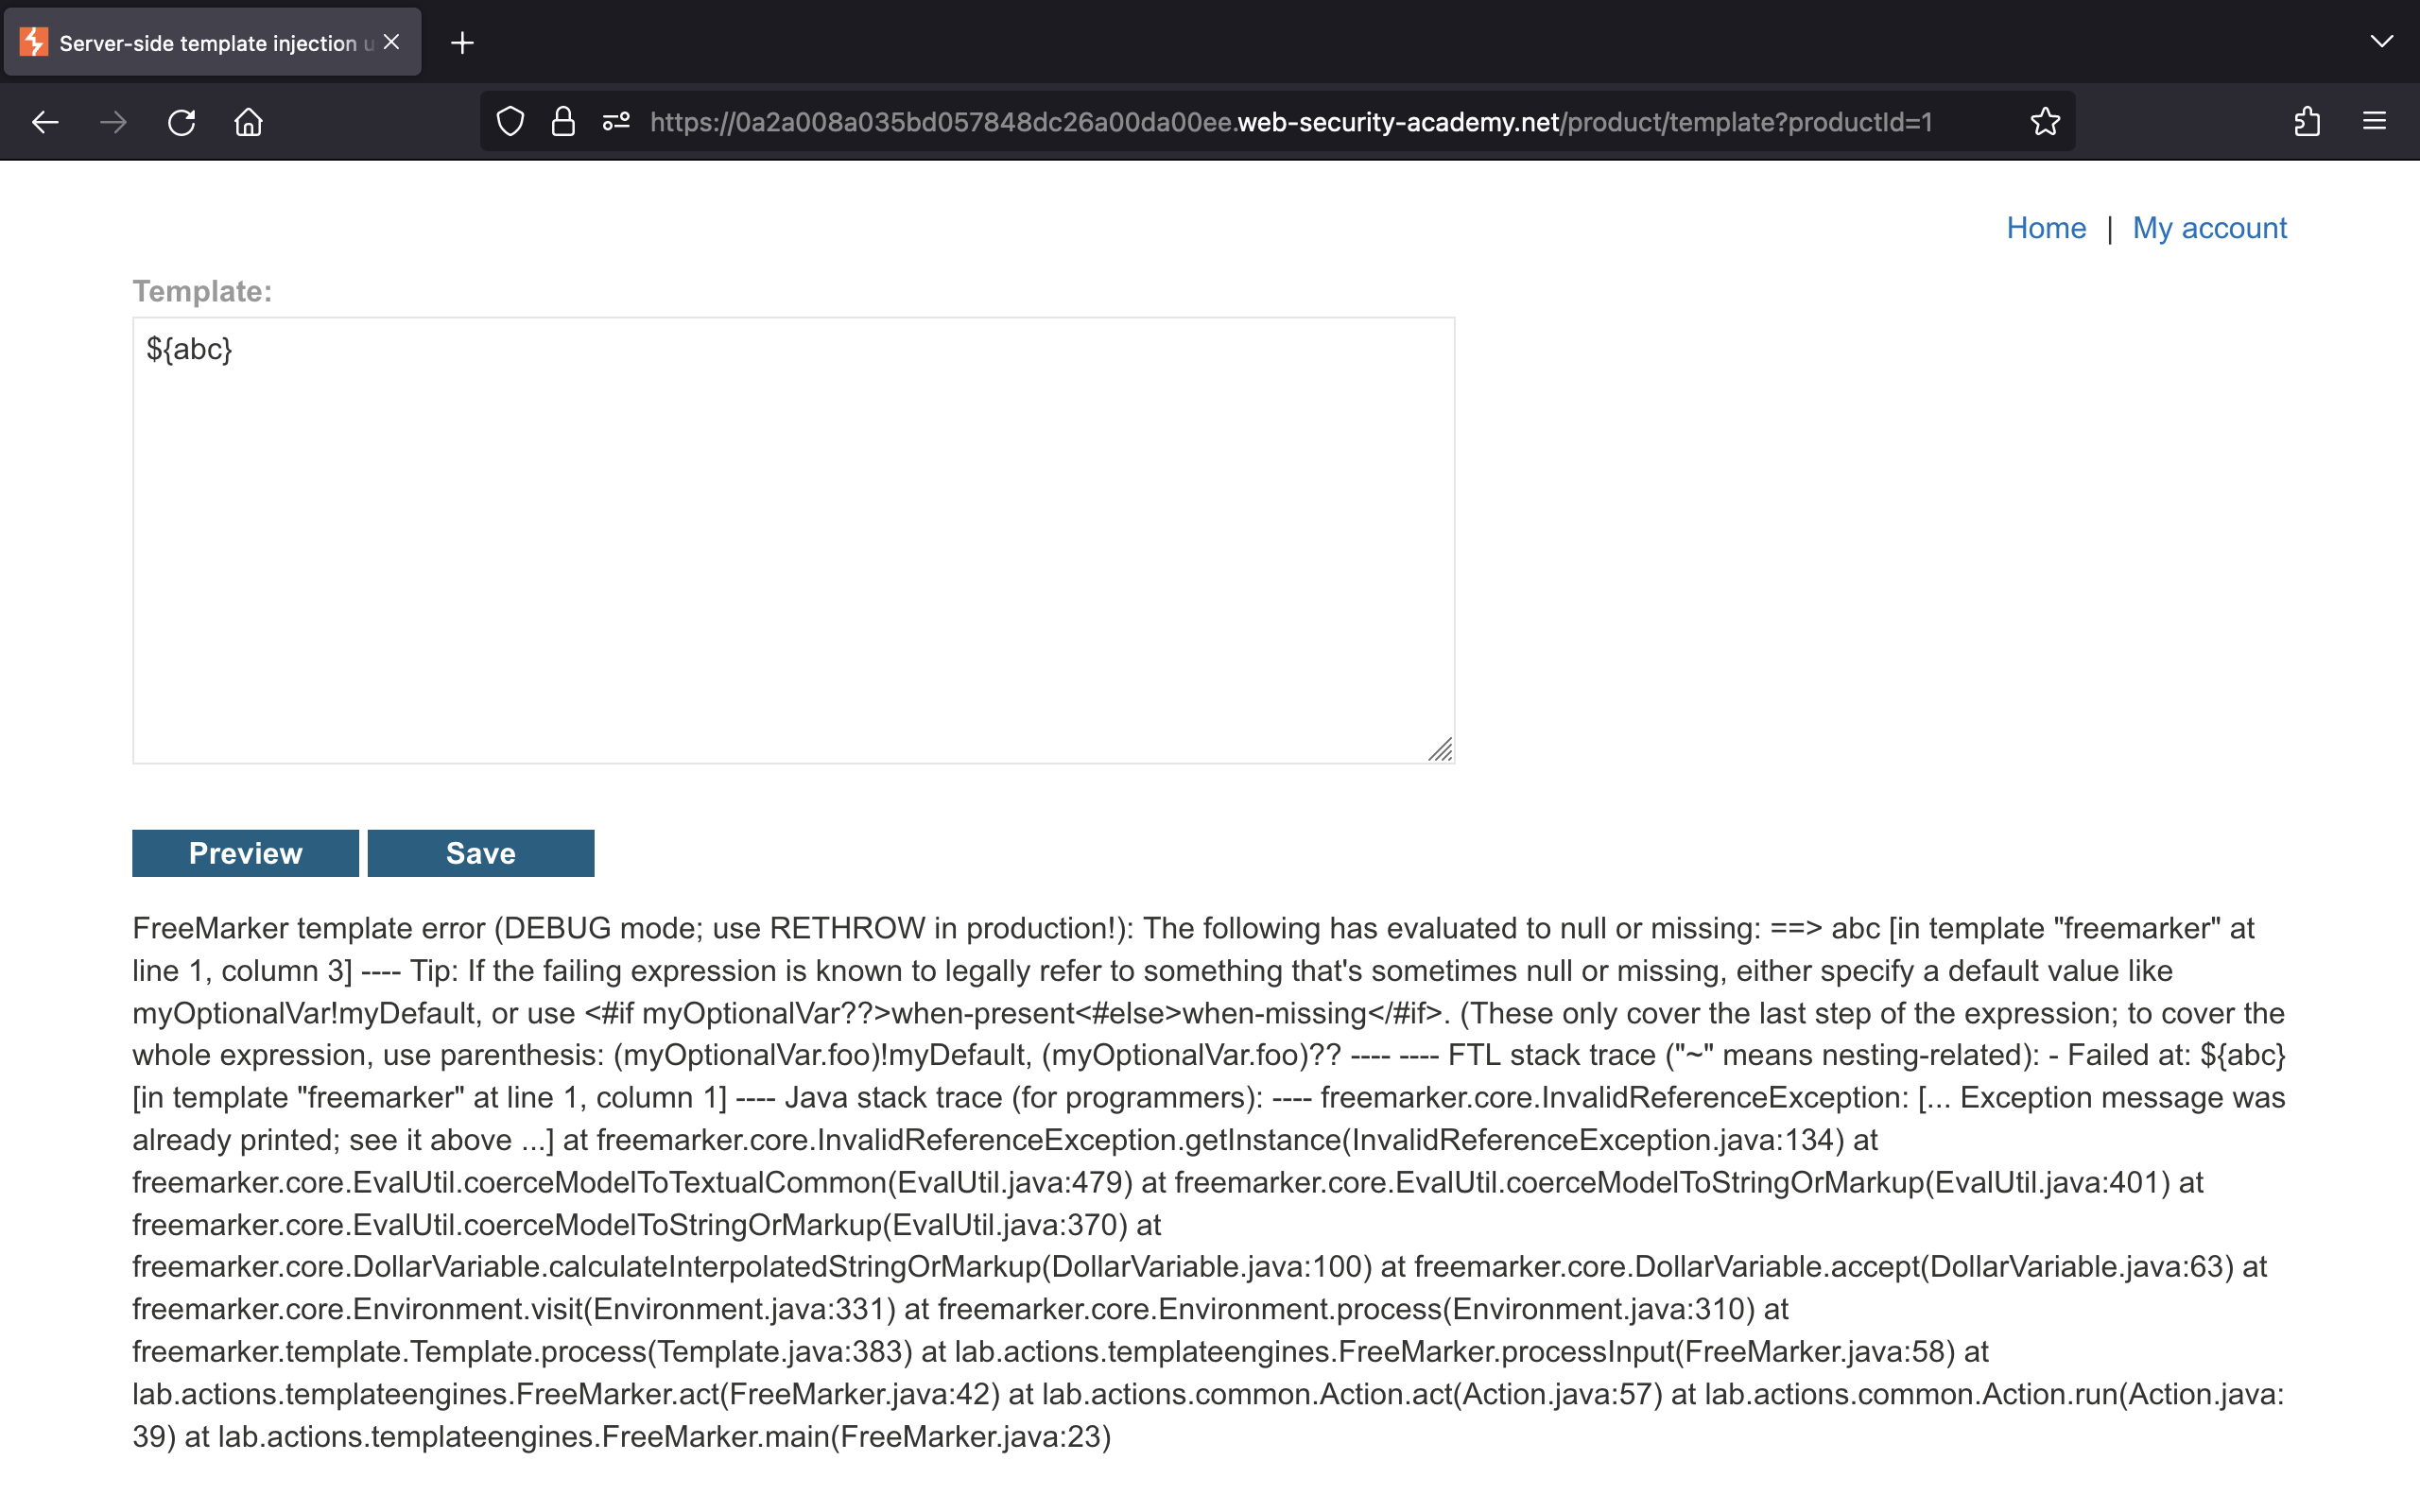 Server-side template injection u
https://0a2a008a035bd057848dc26a00da00ee.web-security-academy.net/product/template?productId=1
Home | My account
Template:
${abc}
Preview Save
FreeMarker template error (DEBUG mode; use RETHROW in production!): The following has evaluated to null or missing: ==> abc [in template "freemarker" at
line 1, column 3] ---- Tip: If the failing expression is known to legally refer to something that's sometimes null or missing, either specify a default value like
myOptionalVar!myDefault, or use <#if myOptionalVar??>when-present<#else>when-missing</#if>. (These only cover the last step of the expression; to cover the
whole expression, use parenthesis: (myOptionalVar.foo)!myDefault, (myOptionalVar.foo)?? ---- ---- FTL stack trace ("~" means nesting-related): - Failed at: ${abc}
[in template "freemarker" at line 1, column 1] ---- Java stack trace (for programmers): ---- freemarker.core.InvalidReferenceException: [... Exception message was
already printed; see it above ...] at freemarker.core.InvalidReferenceException.getInstance(InvalidReferenceException.java:134) at
freemarker.core.EvalUtil.coerceModelToTextualCommon(EvalUtil.java:479) at freemarker.core.EvalUtil.coerceModelToStringOrMarkup(EvalUtil.java:401) at
freemarker.core.EvalUtil.coerceModelToStringOrMarkup(EvalUtil.java:370) at
freemarker.core.DollarVariable.calculateInterpolatedStringOrMarkup(DollarVariable.java:100) at freemarker.core.DollarVariable.accept(DollarVariable.java:63) at
freemarker.core.Environment.visit(Environment.java:331) at freemarker.core.Environment.process(Environment.java:310) at
freemarker.template.Template.process(Template.java:383) at lab.actions.templateengines.FreeMarker.processInput(FreeMarker.java:58) at
lab.actions.templateengines.FreeMarker.act(FreeMarker.java:42) at lab.actions.common.Action.act(Action.java:57) at lab.actions.common.Action.run(Action.java:
39) at lab.actions.templateengines.FreeMarker.main(FreeMarker.java:23)